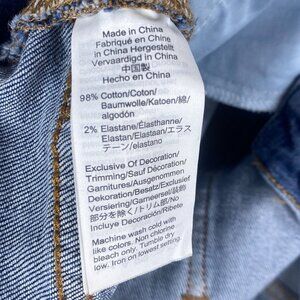 Made in China
Fabriqué en China
In China Hergestellt
Vervaardigd in China
中国製
Hecho en China
98% Cotton/Coton/
Baumwolle/Katoen/綿/
algodón
2% Elastane/Élasthanne/
Elastan/Elastaan/エラス
テーン/elastano
Exclusive Of Decoration/
Trimming/Sauf Décoration/
Garnitures/Ausgenommen
Dekoration/Besatz/Exclusief
Versiering/Garneersel/装飾
部分を除く/トリム部/No
Incluye Decoración/Ribete
Machine wash cold with
like colors. Non chlorine
bleach only. Tumble dry
low. Iron on lowest setting